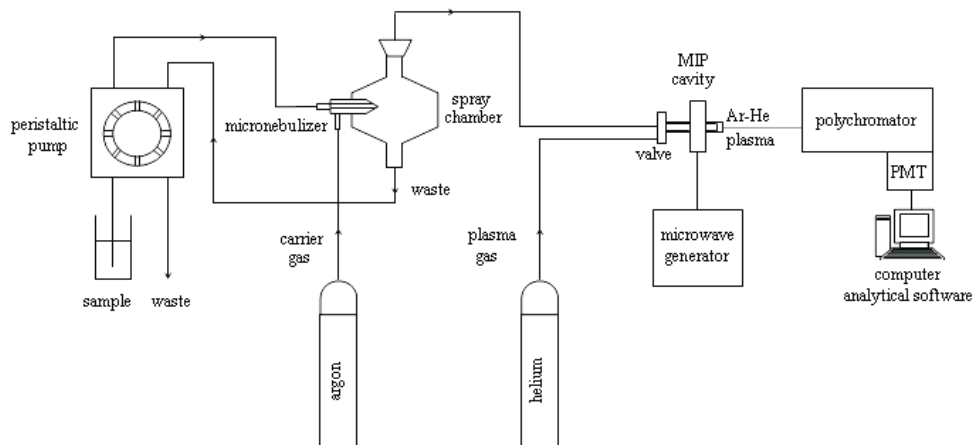 peristaltic
pump
sample
waste
micronebulizer
spray
chamber
waste
carrier
gas
argon
plasma
gas
helium
valve
MIP
cavity
Ar-He
plasma
microwave
generator
polychromator
PMT
computer
analytical software